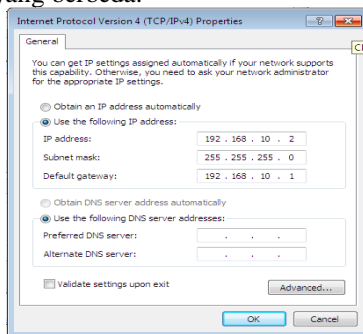 yang berbeda.
Internet Protocol Version 4 (TCP/IPv4) Properties
General
You can get IP settings assigned automatically if your network supports
this capability. Otherwise, you need to ask your network administrator
for the appropriate IP settings.
Obtain an IP address automatically
Use the following IP address:
IP address: 192 . 168 . 10 . 2
Subnet mask: 255 . 255 . 255 . 0
Default gateway: 192 . 168 . 10 . 1
Obtain DNS server address automatically
Use the following DNS server addresses:
Preferred DNS server: . . .
Alternate DNS server: . . .
Validate settings upon exit
Advanced...
OK Cancel